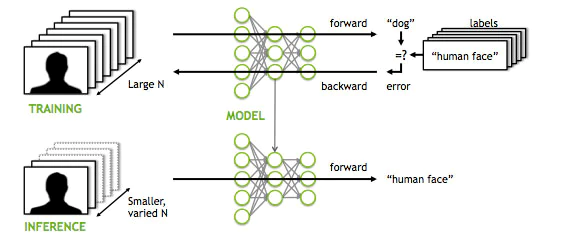 forward
"dog"
labels
=?
"human face"
Large N
backward
error
TRAINING
MODEL
forward
"human face"
Smaller,
varied N
INFERENCE